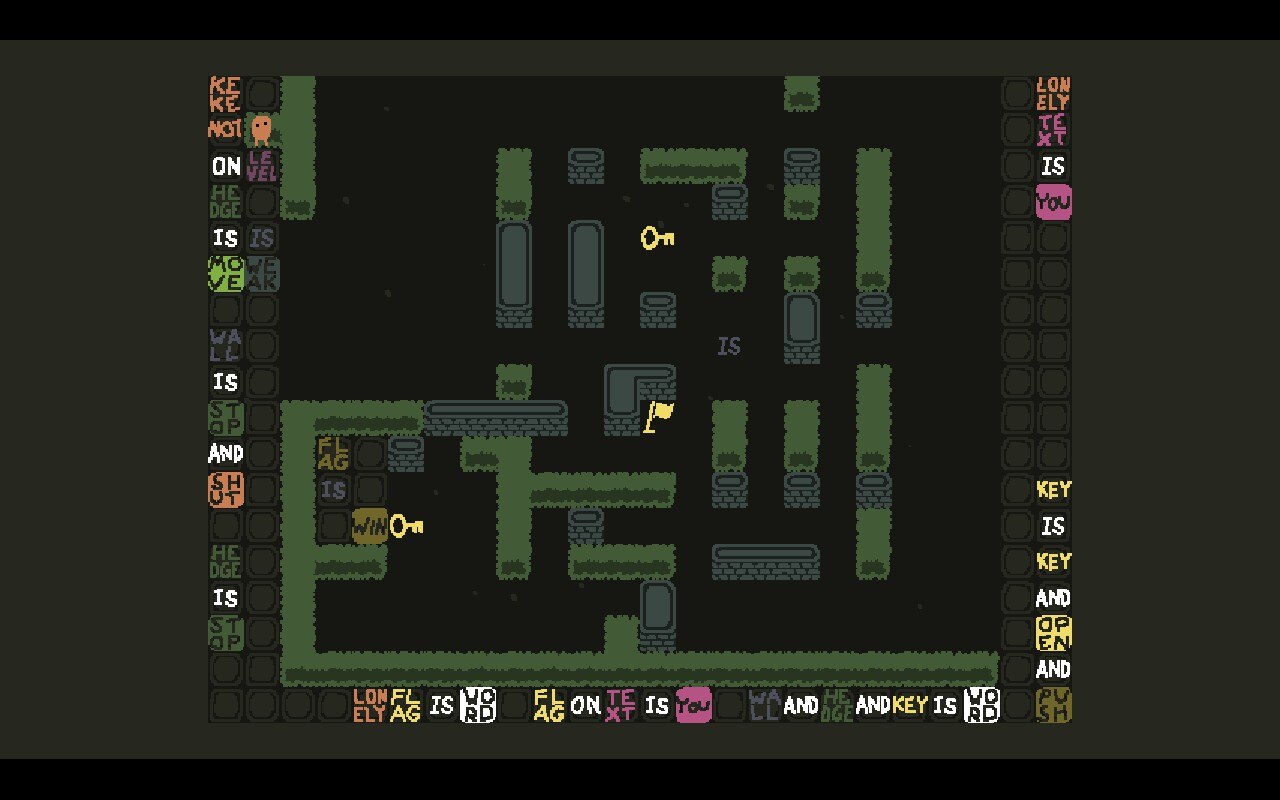 KEKE NOT ON HEDGE IS MOVE
LEVEL IS WEAK
WALL IS STOP AND SHUT
HEDGE IS STOP
FLAG IS
WIN
IS
LONELY TEXT IS YOU
KEY IS KEY AND OPEN AND PUSH
LONELY FLAG IS WORD
FLAG ON TEXT IS YOU
WALL AND HEDGE AND KEY IS WORD